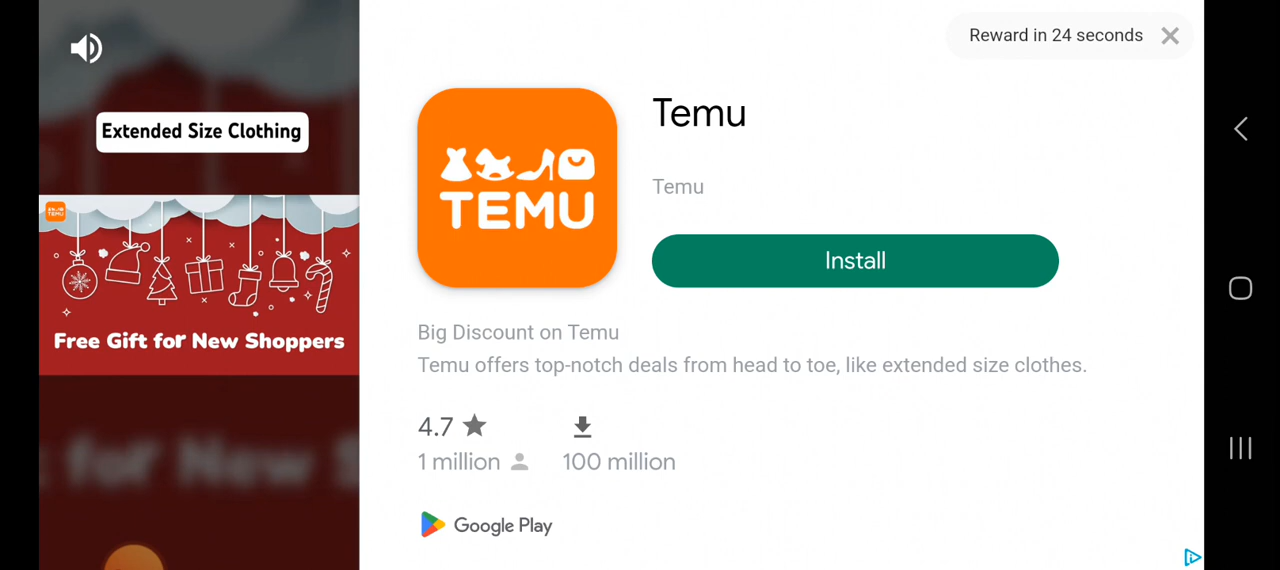 Extended Size Clothing
TEMU
Free Gift for New Shoppers
for New S
Reward in 24 seconds
TEMU
Temu
Temu
Install
Big Discount on Temu
Temu offers top-notch deals from head to toe, like extended size clothes.
4.7
1 million
100 million
Google Play